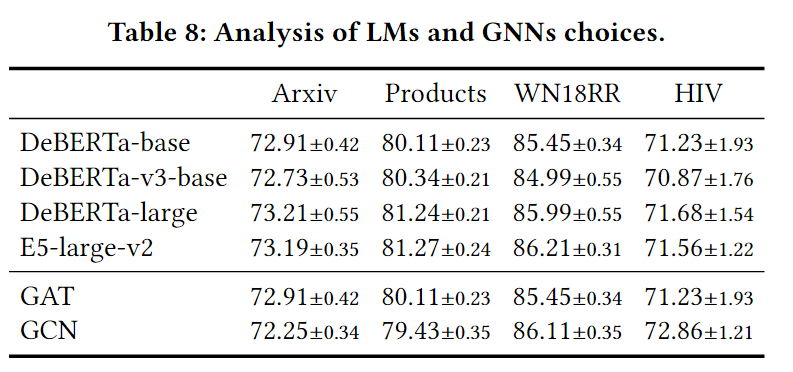 Table 8: Analysis of LMs and GNNs choices.
Arxiv Products WN18RR HIV
DeBERTa-base 72.91±0.42 80.11±0.23 85.45±0.34 71.23±1.93
DeBERTa-v3-base 72.73±0.53 80.34±0.21 84.99±0.55 70.87±1.76
DeBERTa-large 73.21±0.55 81.24±0.21 85.99±0.55 71.68±1.54
E5-large-v2 73.19±0.35 81.27±0.24 86.21±0.31 71.56±1.22
GAT 72.91±0.42 80.11±0.23 85.45±0.34 71.23±1.93
GCN 72.25±0.34 79.43±0.35 86.11±0.35 72.86±1.21